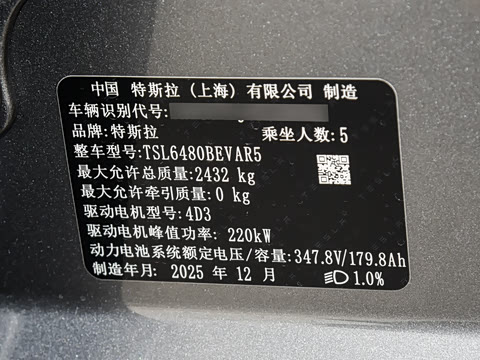 中国 特斯拉（上海）有限公司 制造
车辆识别代号:
品牌:特斯拉 乘坐人数:5
整车型号:TSL6480BEVAR5
最大允许总质量:2432 kg
最大允许牵引质量:0 kg
驱动电机型号:4D3
驱动电机峰值功率: 220kW
动力电池系统额定电压/容量:347.8V/179.8Ah
制造年月: 2025 年 12 月 1.0%